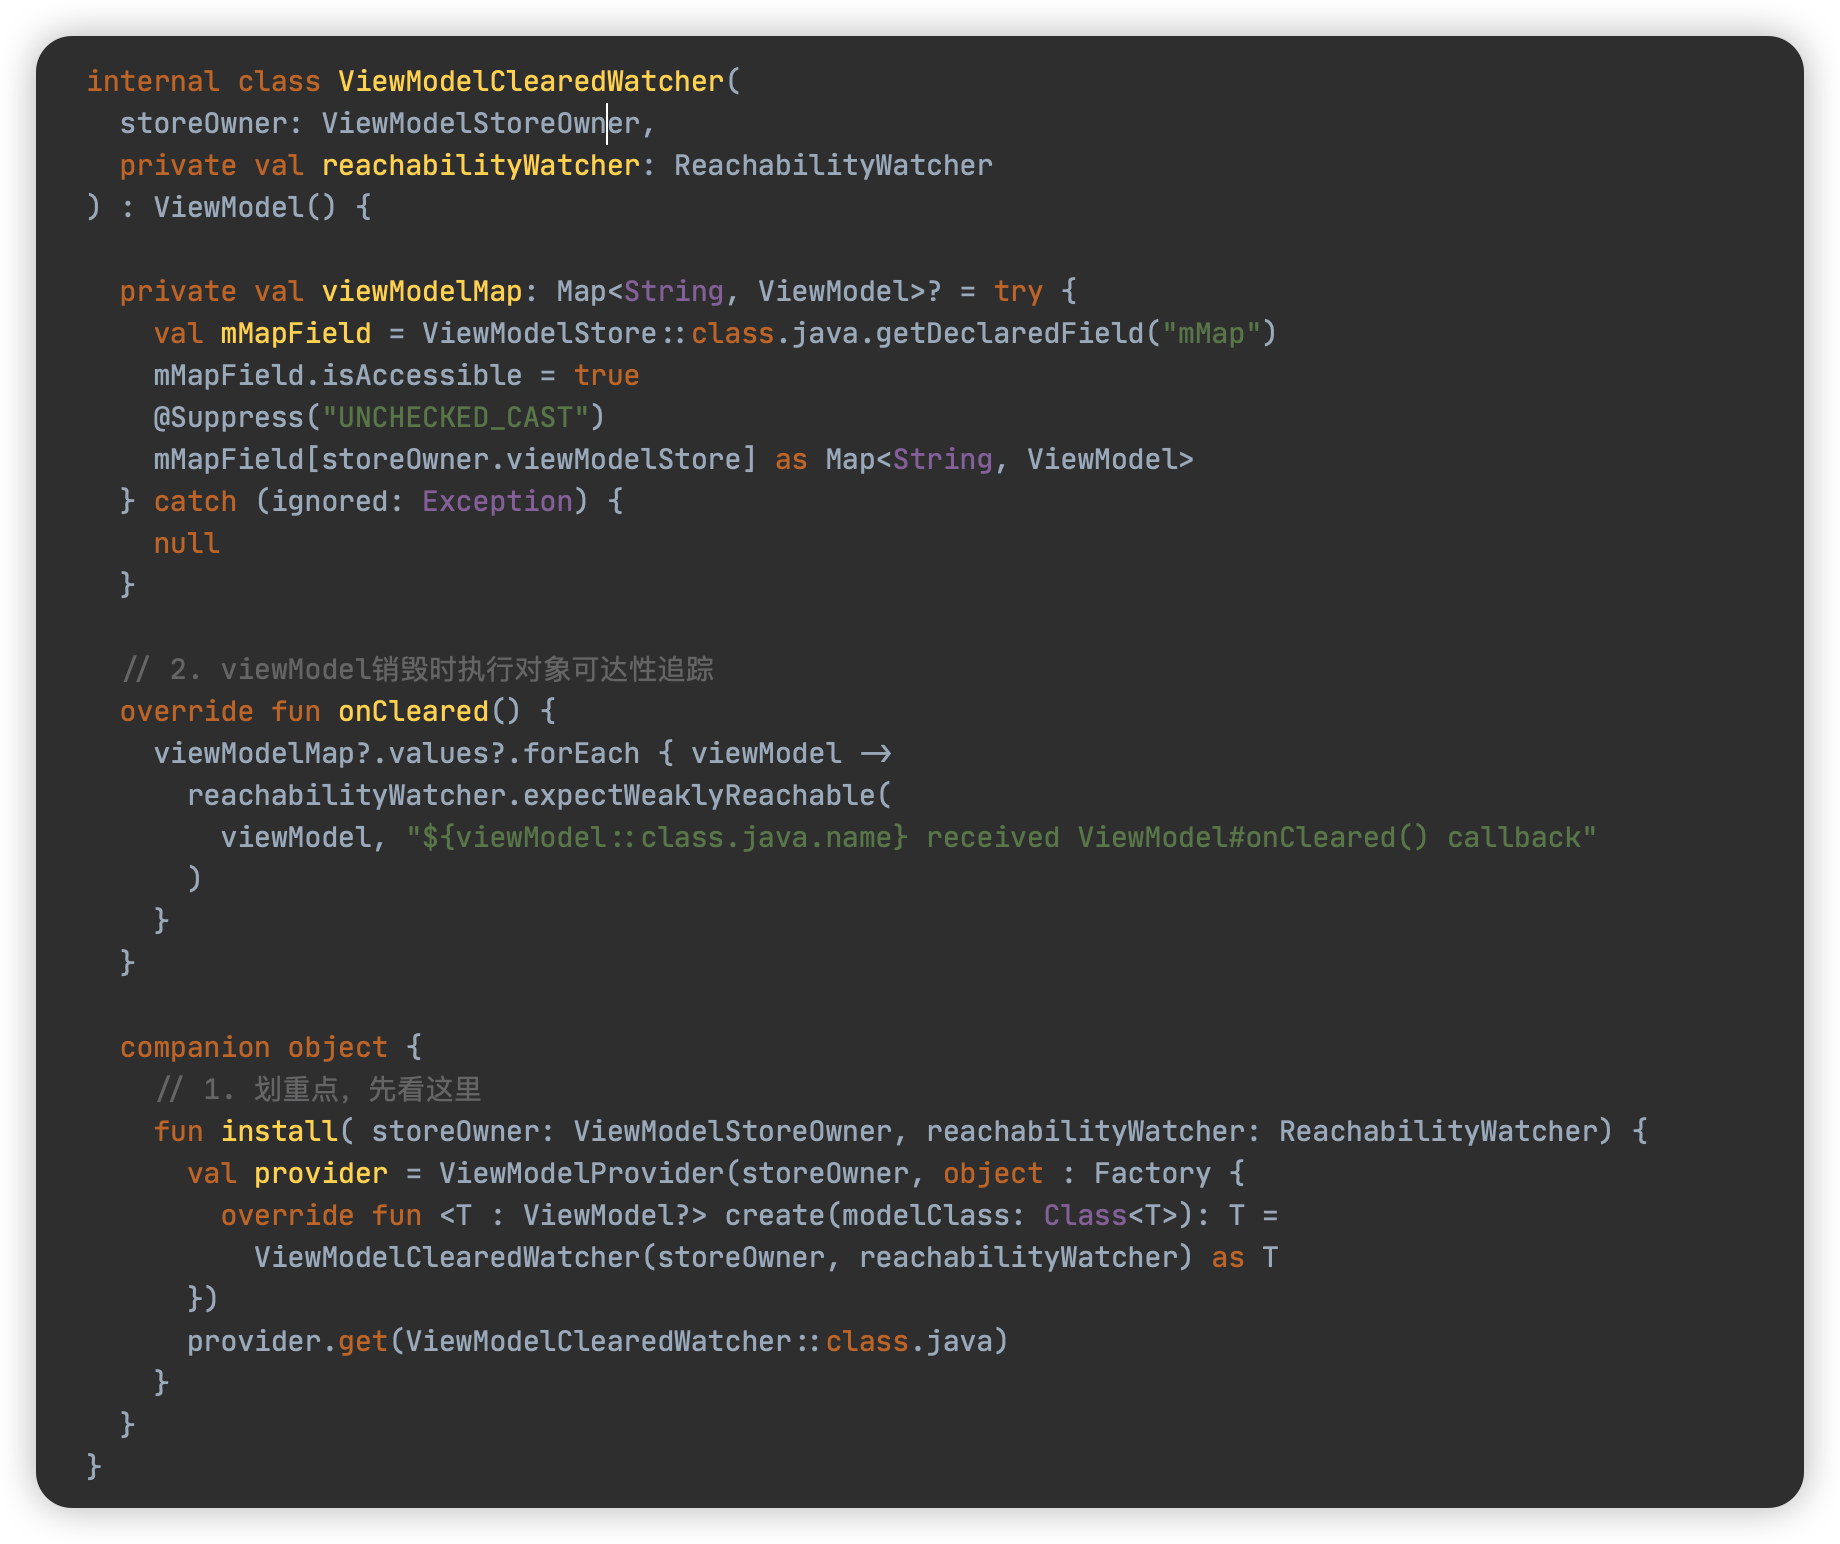 internal class ViewModelClearedWatcher(
  storeOwner: ViewModelStoreOwner,
  private val reachabilityWatcher: ReachabilityWatcher
) : ViewModel() {

  private val viewModelMap: Map<String, ViewModel>? = try {
    val mMapField = ViewModelStore::class.java.getDeclaredField("mMap")
    mMapField.isAccessible = true
    @Suppress("UNCHECKED_CAST")
    mMapField[storeOwner.viewModelStore] as Map<String, ViewModel>
  } catch (ignored: Exception) {
    null
  }

  // 2. viewModel销毁时执行对象可达性追踪
  override fun onCleared() {
    viewModelMap?.values?.forEach { viewModel ->
      reachabilityWatcher.expectWeaklyReachable(
        viewModel, "${viewModel::class.java.name} received ViewModel#onCleared() callback"
      )
    }
  }

  companion object {
    // 1. 划重点，先看这里
    fun install( storeOwner: ViewModelStoreOwner, reachabilityWatcher: ReachabilityWatcher) {
      val provider = ViewModelProvider(storeOwner, object : Factory {
        override fun <T : ViewModel?> create(modelClass: Class<T>): T =
          ViewModelClearedWatcher(storeOwner, reachabilityWatcher) as T
      })
      provider.get(ViewModelClearedWatcher::class.java)
    }
  }
}